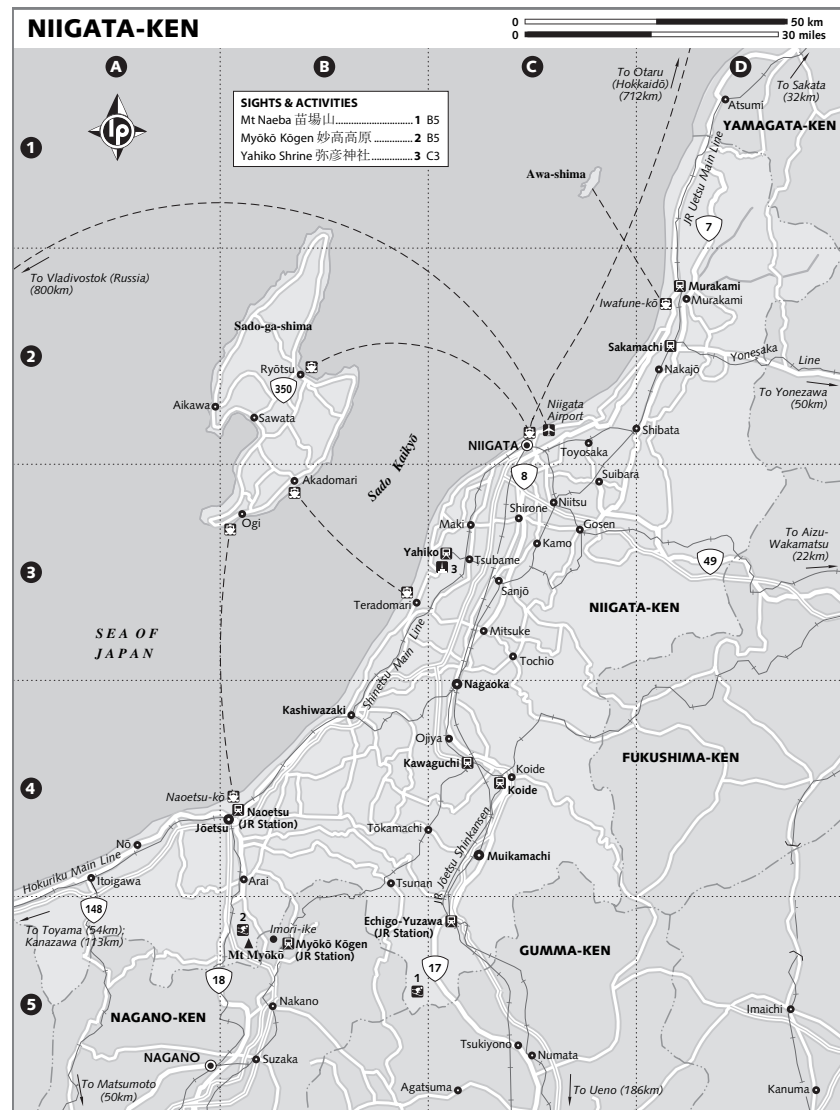 NIIGATA-KEN
0 50 km
0 30 miles
A
B
C
D
1
2
3
4
5
lp
SIGHTS & ACTIVITIES
Mt Naeba 苗場山..............................1 B5
Myōkō Kōgen 妙高高原...........2 B5
Yahiko Shrine 弥彦神社..............3 C3
To Otaru
(Hokkaidō)
(712km)
To Sakata
(32km)
Atsumi
YAMAGATA-KEN
JR Uetsu Main Line
7
Awa-shima
To Vladivostok (Russia)
(800km)
Murakami
Murakami
Iwafune-kō
Sado-ga-shima
Sakamachi
Yonesaka
Line
Ryōtsu
Nakajō
350
To Yonezawa
(50km)
Aikawa
Sawata
Niigata
Airport
Shibata
NIIGATA
Toyosaka
Sado Kaikyō
8
Suibara
Akadomari
Niitsu
Shirone
Ogi
Maki
Gosen
To Aizu-
Wakamatsu
(22km)
Kamo
Yahiko
3
Tsubame
49
Sanjō
Teradomari
NIIGATA-KEN
SEA OF
JAPAN
Mitsuke
Shinetsu Main Line
Tochio
Nagaoka
Kashiwazaki
Ojiya
FUKUSHIMA-KEN
Kawaguchi
Koide
Koide
Naoetsu-kō
Naoetsu
(JR Station)
Jōetsu
Tōkamachi
JR Jōetsu Shinkansen
Nō
Muikamachi
Hokuriku Main Line
Itoigawa
Arai
Tsunan
148
To Toyama (54km);
Kanazawa (113km)
2
Imori-ike
Echigo-Yuzawa
(JR Station)
Myōkō Kōgen
(JR Station)
Mt Myōkō
GUMMA-KEN
18
17
1
Nakano
Imaichi
NAGANO-KEN
Tsukiyono
NAGANO
Suzaka
Numata
To Matsumoto
(50km)
Agatsuma
To Ueno (186km)
Kanuma